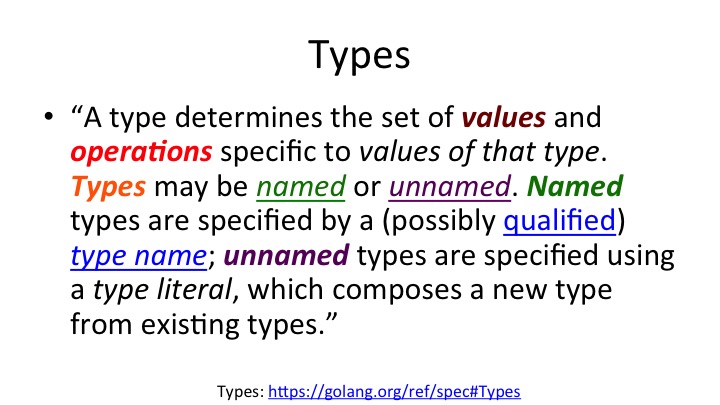 Types
• “A type determines the set of values and
operations specific to values of that type.
Types may be named or unnamed. Named
types are specified by a (possibly qualified)
type name; unnamed types are specified using
a type literal, which composes a new type
from existing types.”
Types: https://golang.org/ref/spec#Types